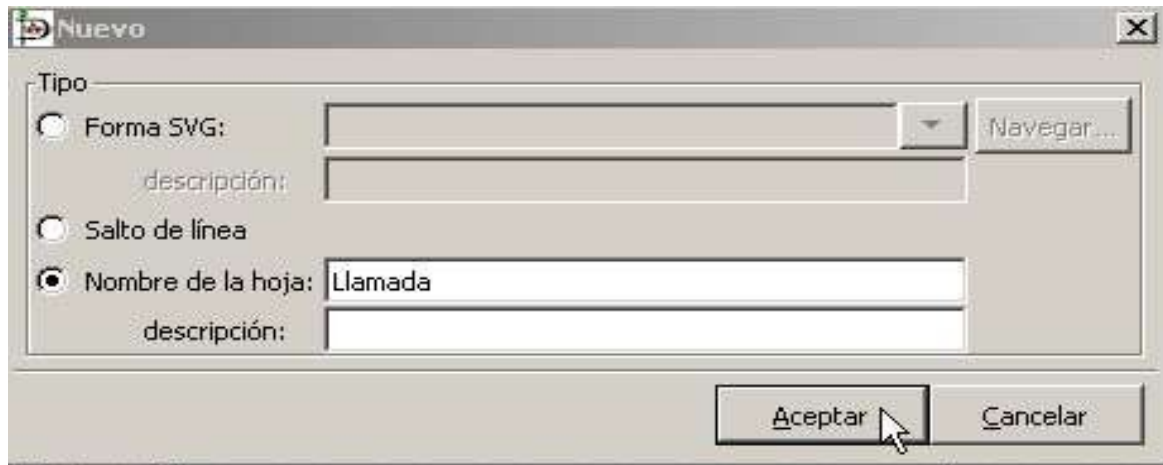 Nuevo
Tipo
Forma SVG: Navegar...
descripción:
Salto de línea
Nombre de la hoja: Llamada
descripción:
Aceptar Cancelar